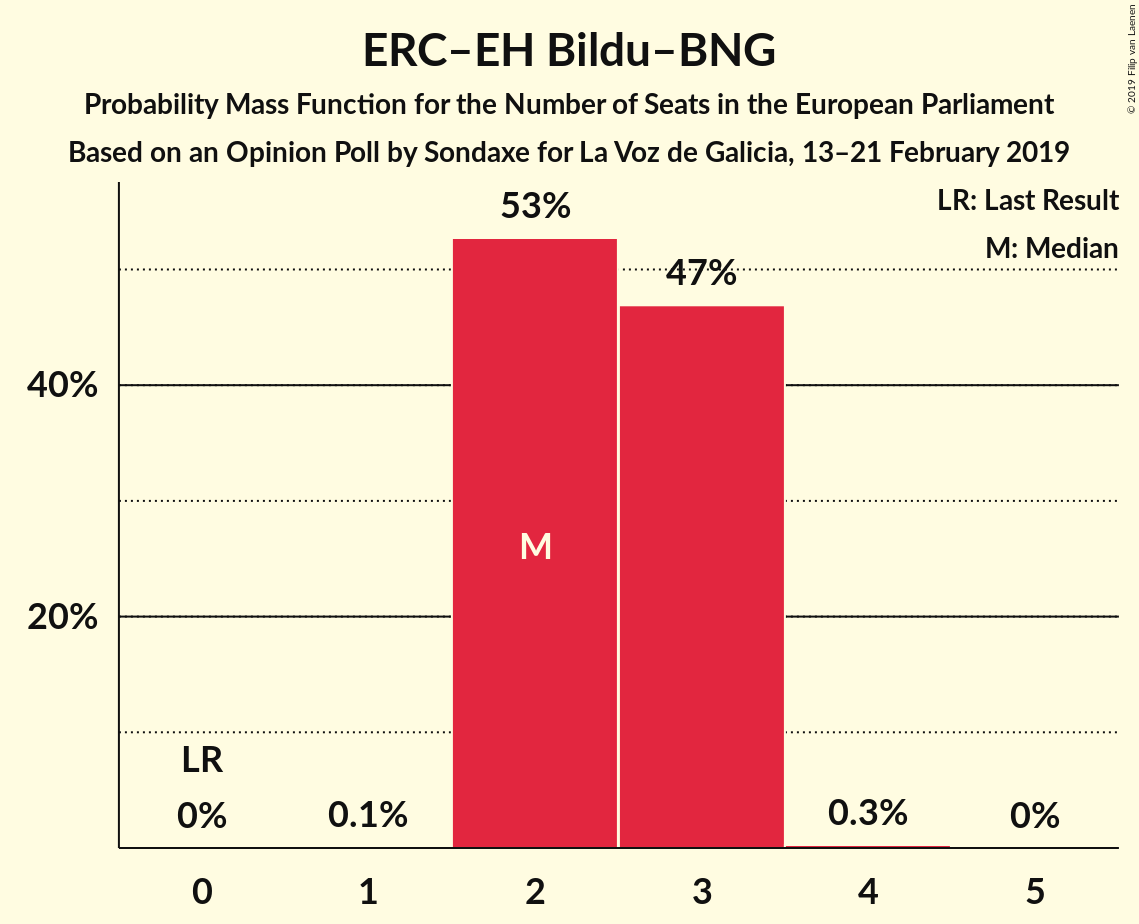 ERC–EH Bildu–BNG
Probability Mass Function for the Number of Seats in the European Parliament
Based on an Opinion Poll by Sondaxe for La Voz de Galicia, 13–21 February 2019
© 2019 Filip van Laenen
LR: Last Result
M: Median
53%
47%
40%
M
20%
LR
0%
0.1%
0.3%
0%
0 1 2 3 4 5